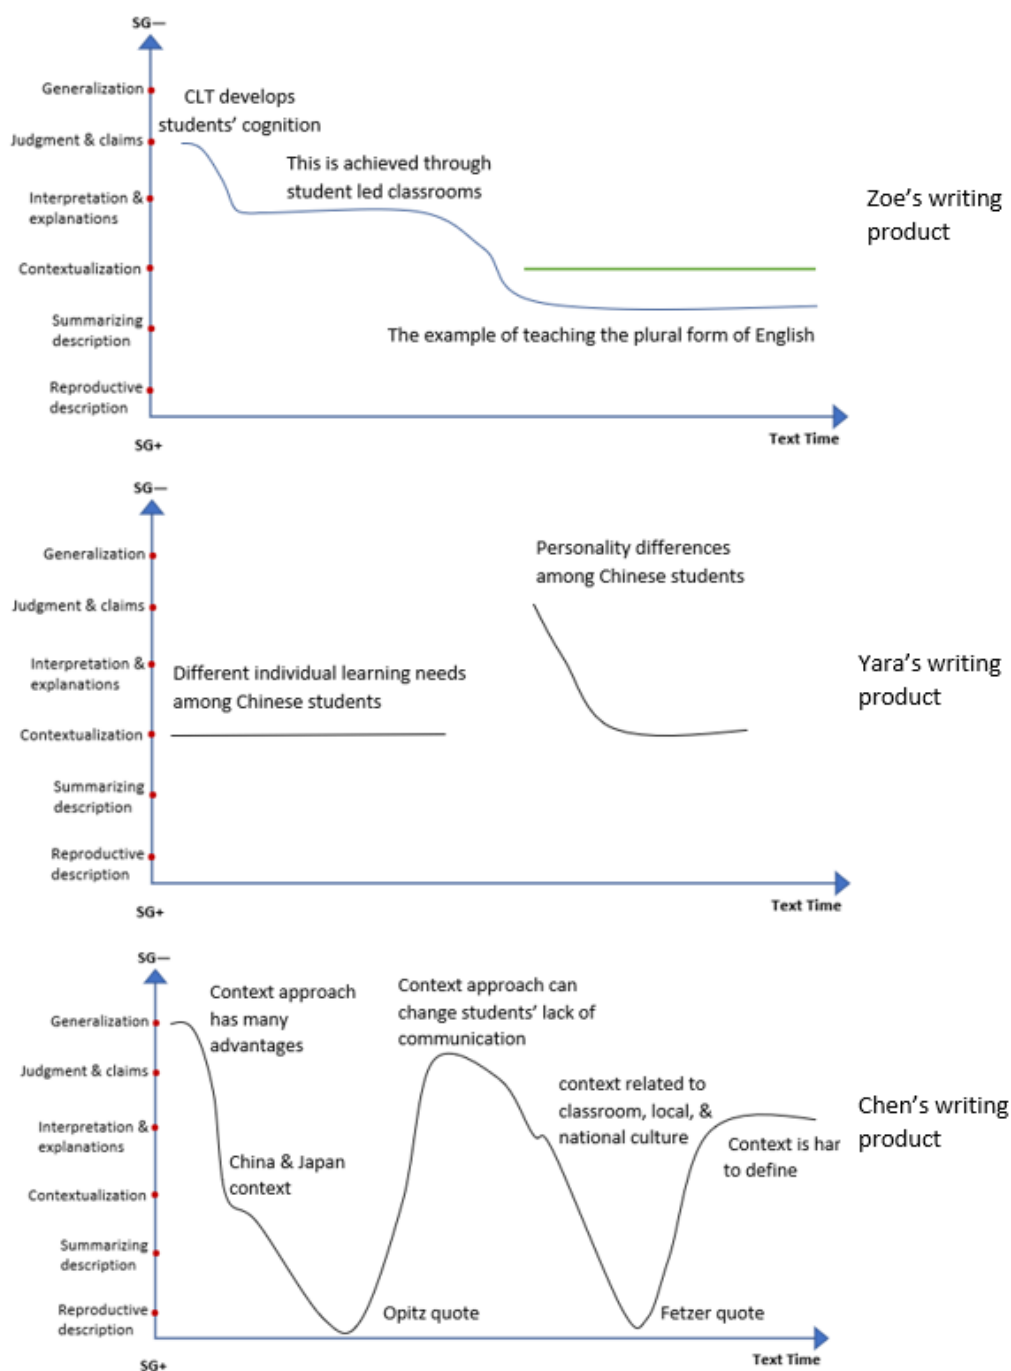 SG—
Generalization
CLT develops
students' cognition
Judgment & claims
This is achieved through
student led classrooms
Interpretation &
explanations
Zoe's writing
product
Contextualization
Summarizing
description
The example of teaching the plural form of English
Reproductive
description
Text Time
SG+
SG—
Personality differences
among Chinese students
Generalization
Judgment & claims
Interpretation &
explanations
Different individual learning needs
among Chinese students
Yara's writing
product
Contextualization
Summarizing
description
Reproductive
description
Text Time
SG+
SG—
Context approach
has many
advantages
Context approach can
change students' lack of
communication
Generalization
Judgment & claims
context related to
classroom, local, &
national culture
Interpretation &
explanations
Chen's writing
product
Context is har
to define
China & Japan
context
Contextualization
Summarizing
description
Reproductive
description
Opitz quote
Fetzer quote
Text Time
SG+